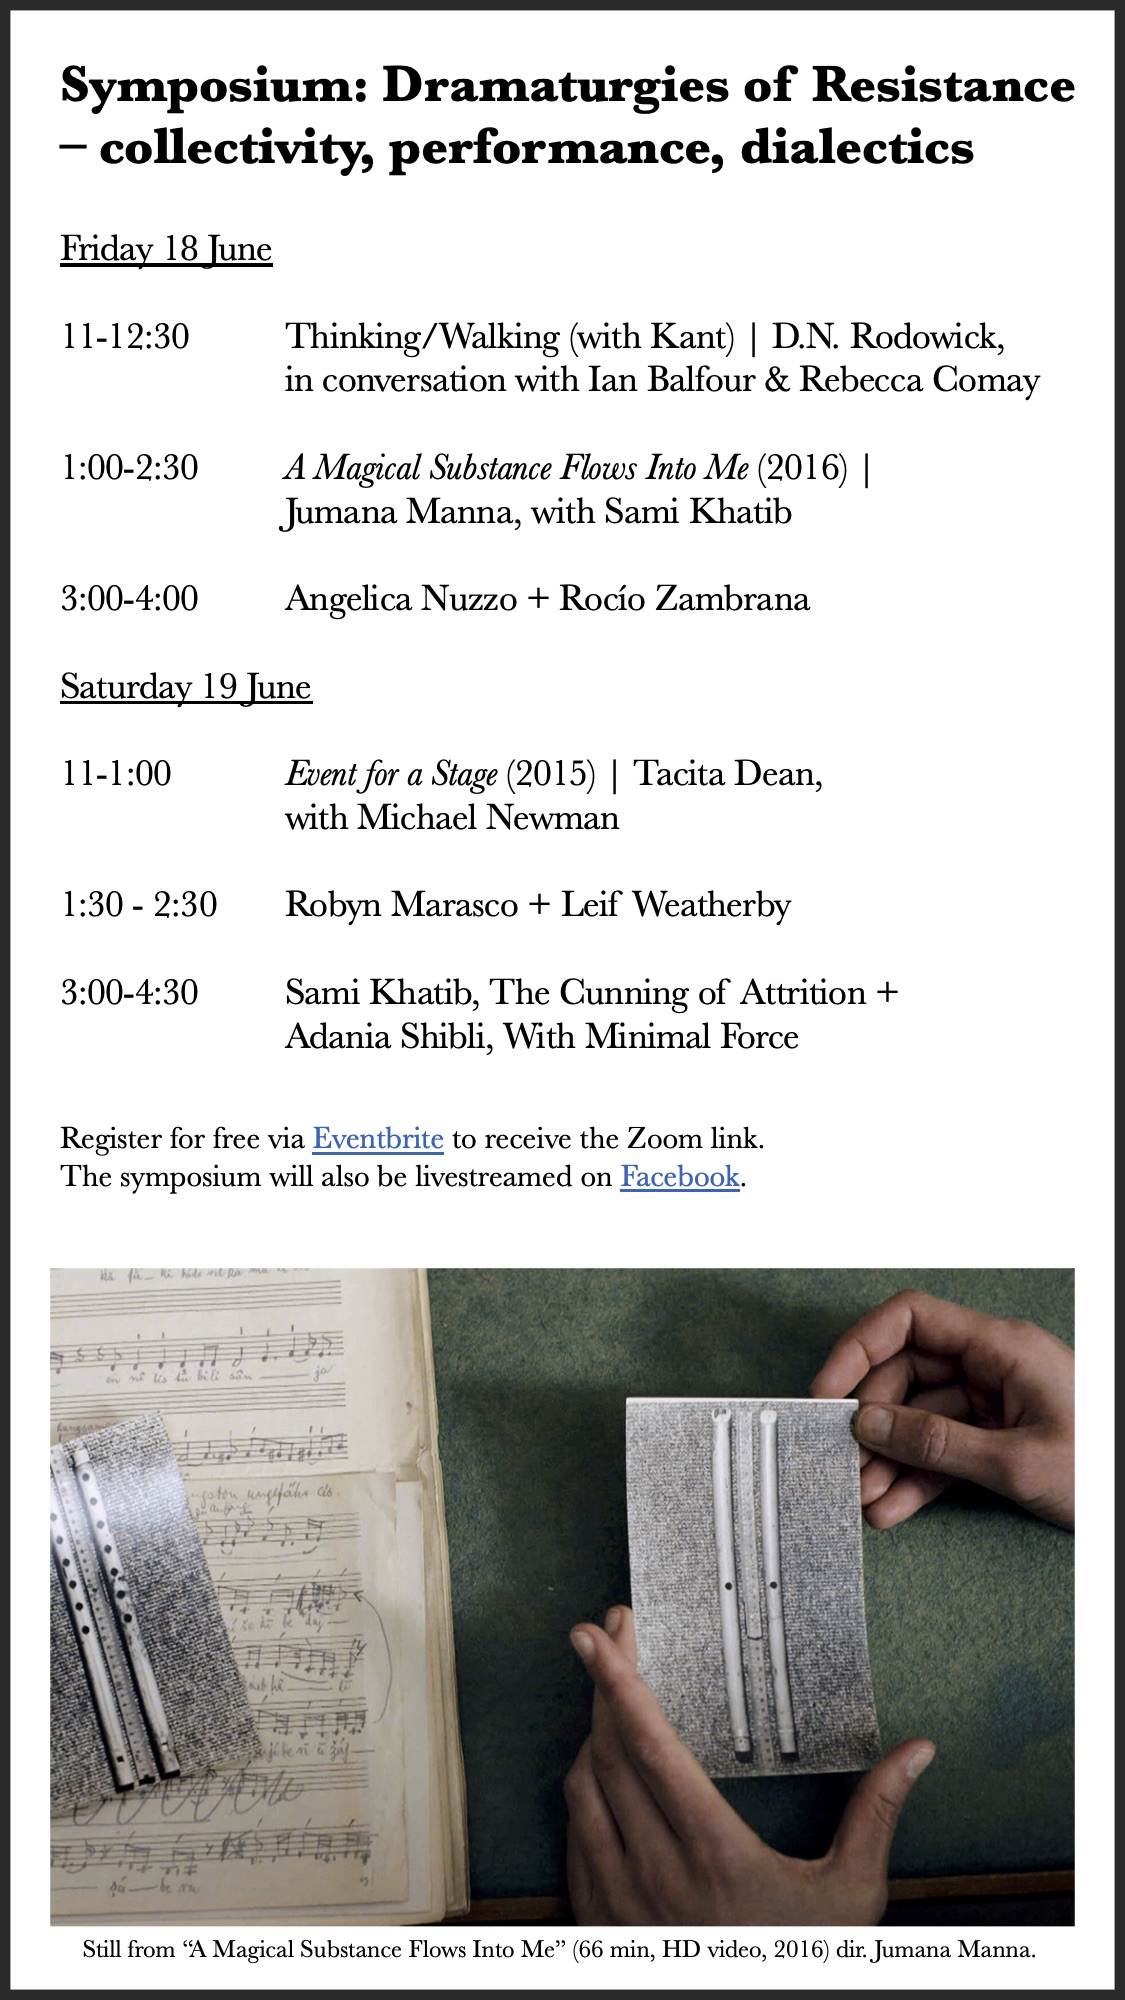 Symposium: Dramaturgies of Resistance
– collectivity, performance, dialectics
Friday 18 June
11-12:30 Thinking/Walking (with Kant) | D.N. Rodowick,
in conversation with Ian Balfour & Rebecca Comay
1:00-2:30 A Magical Substance Flows Into Me (2016) |
Jumana Manna, with Sami Khatib
3:00-4:00 Angelica Nuzzo + Rocío Zambrana
Saturday 19 June
11-1:00 Event for a Stage (2015) | Tacita Dean,
with Michael Newman
1:30 - 2:30 Robyn Marasco + Leif Weatherby
3:00-4:30 Sami Khatib, The Cunning of Attrition +
Adania Shibli, With Minimal Force
Register for free via Eventbrite to receive the Zoom link.
The symposium will also be livestreamed on Facebook.
ungefähr cis.
Still from “A Magical Substance Flows Into Me” (66 min, HD video, 2016) dir. Jumana Manna.